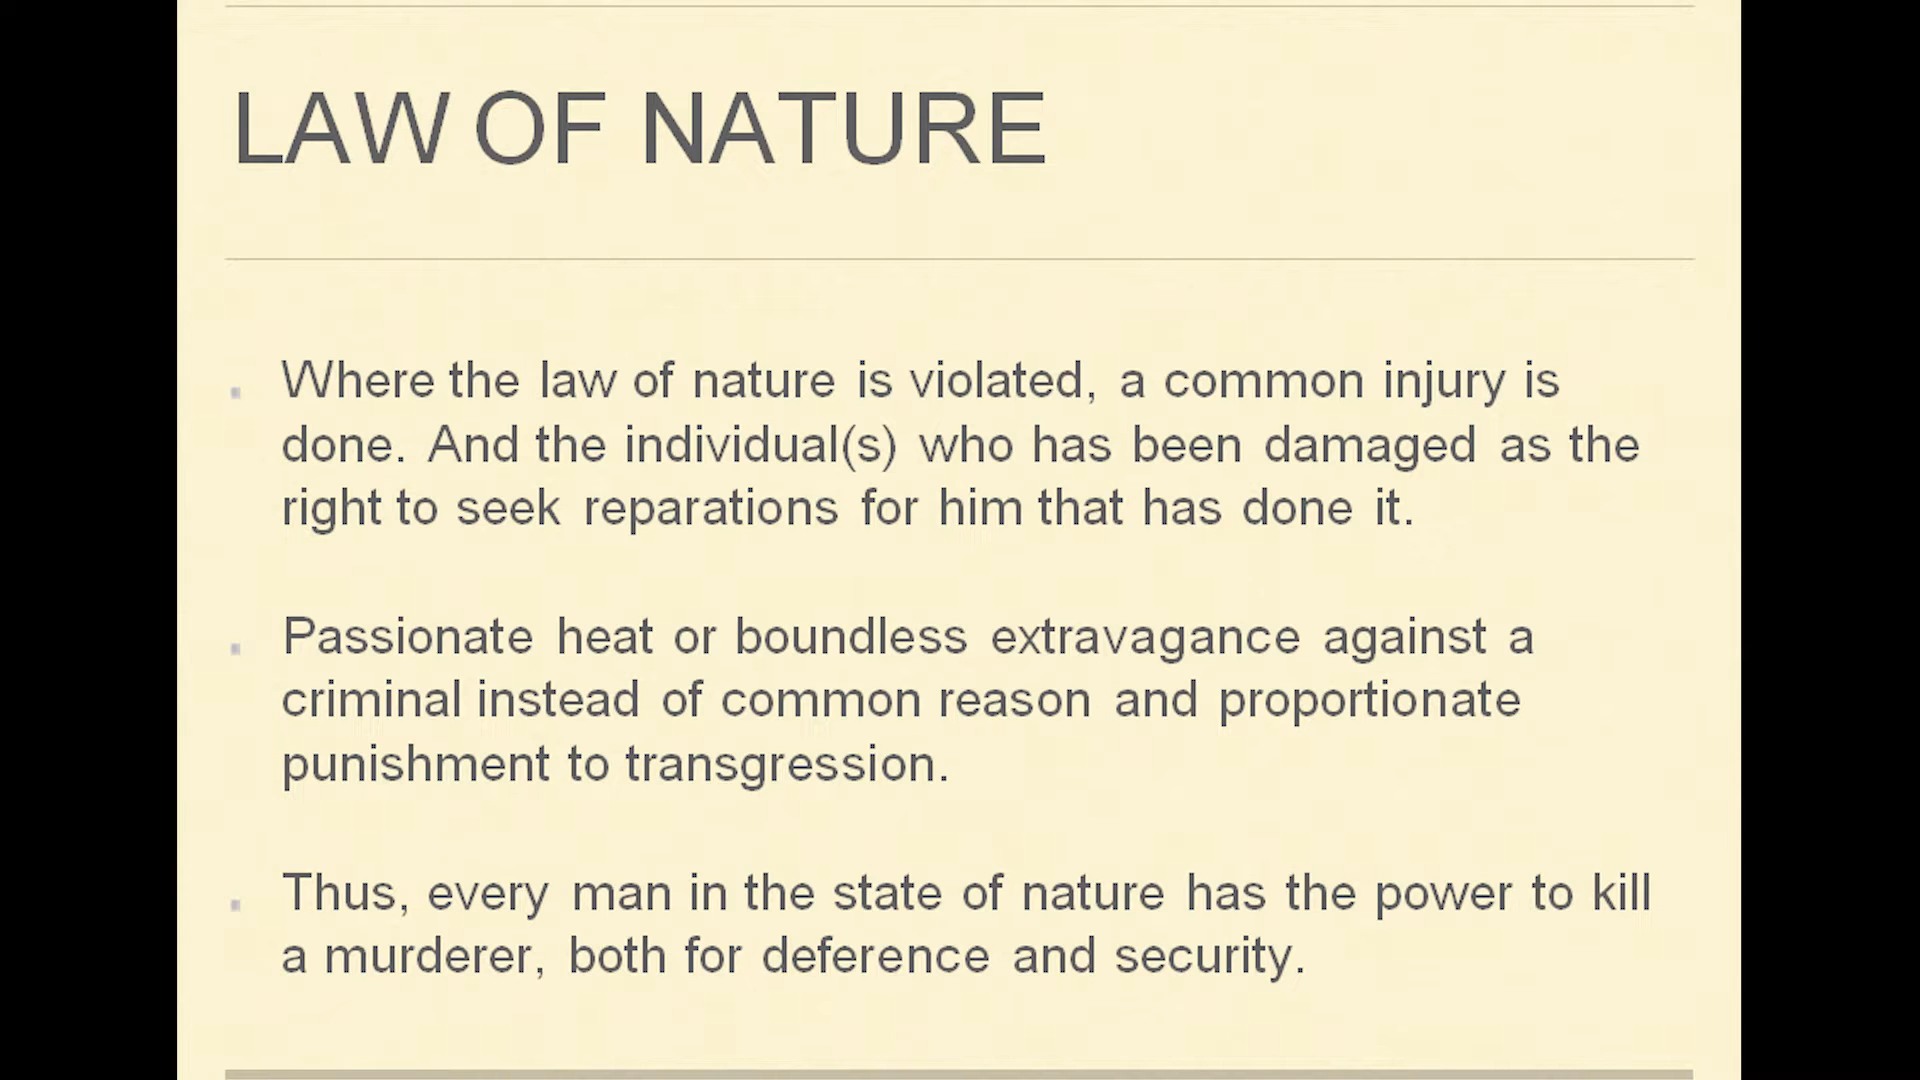 LAW OF NATURE
Where the law of nature is violated, a common injury is
done. And the individual(s) who has been damaged as the
right to seek reparations for him that has done it.
Passionate heat or boundless extravagance against a
criminal instead of common reason and proportionate
punishment to transgression.
Thus, every man in the state of nature has the power to kill
a murderer, both for deference and security.